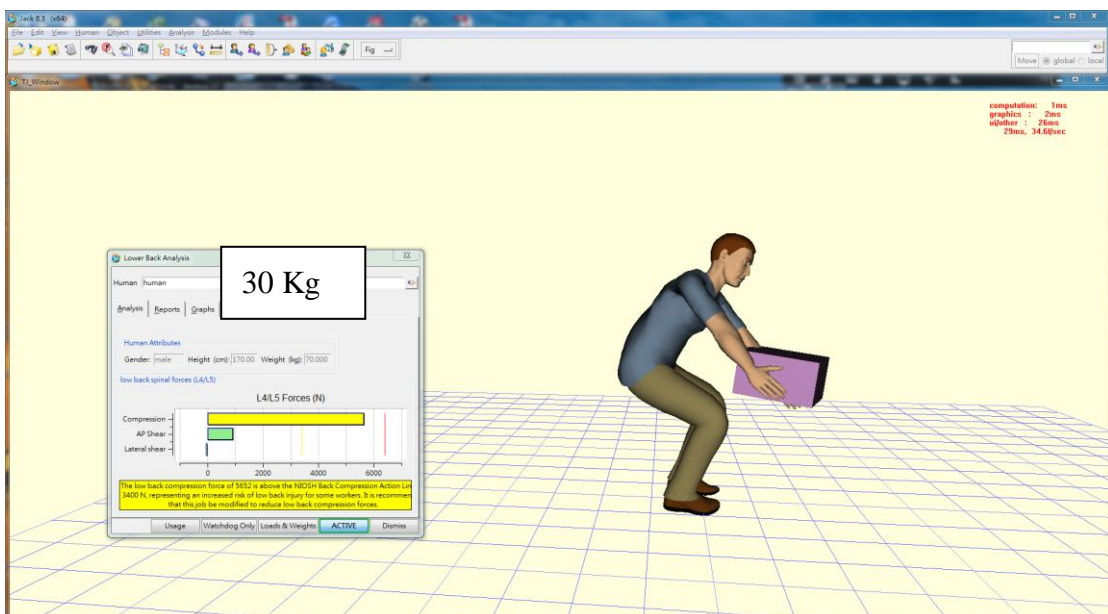 Jack 8.3 (x64)
File Edit View Human Object Utilities Analysis Modules Help
Fig
Move global local
TJ_Window
computation: 1ms
graphics : 2ms
ui/other : 26ms
29ms, 34.6f/sec
Lower Back Analysis
30 Kg
Human human
Analysis Reports Graphs
Human Attributes
Gender: male Height (cm): 170.00 Weight (kg): 70.000
low back spinal forces (L4/L5)
L4/L5 Forces (N)
Compression
AP Shear
Lateral shear
0 2000 4000 6000
The low back compression force of 5652 is above the NIOSH Back Compression Action Lim
3400 N, representing an increased risk of low back injury for some workers. It is recommen
that this job be modified to reduce low back compression forces.
Usage Watchdog Only Loads & Weights ACTIVE Dismiss